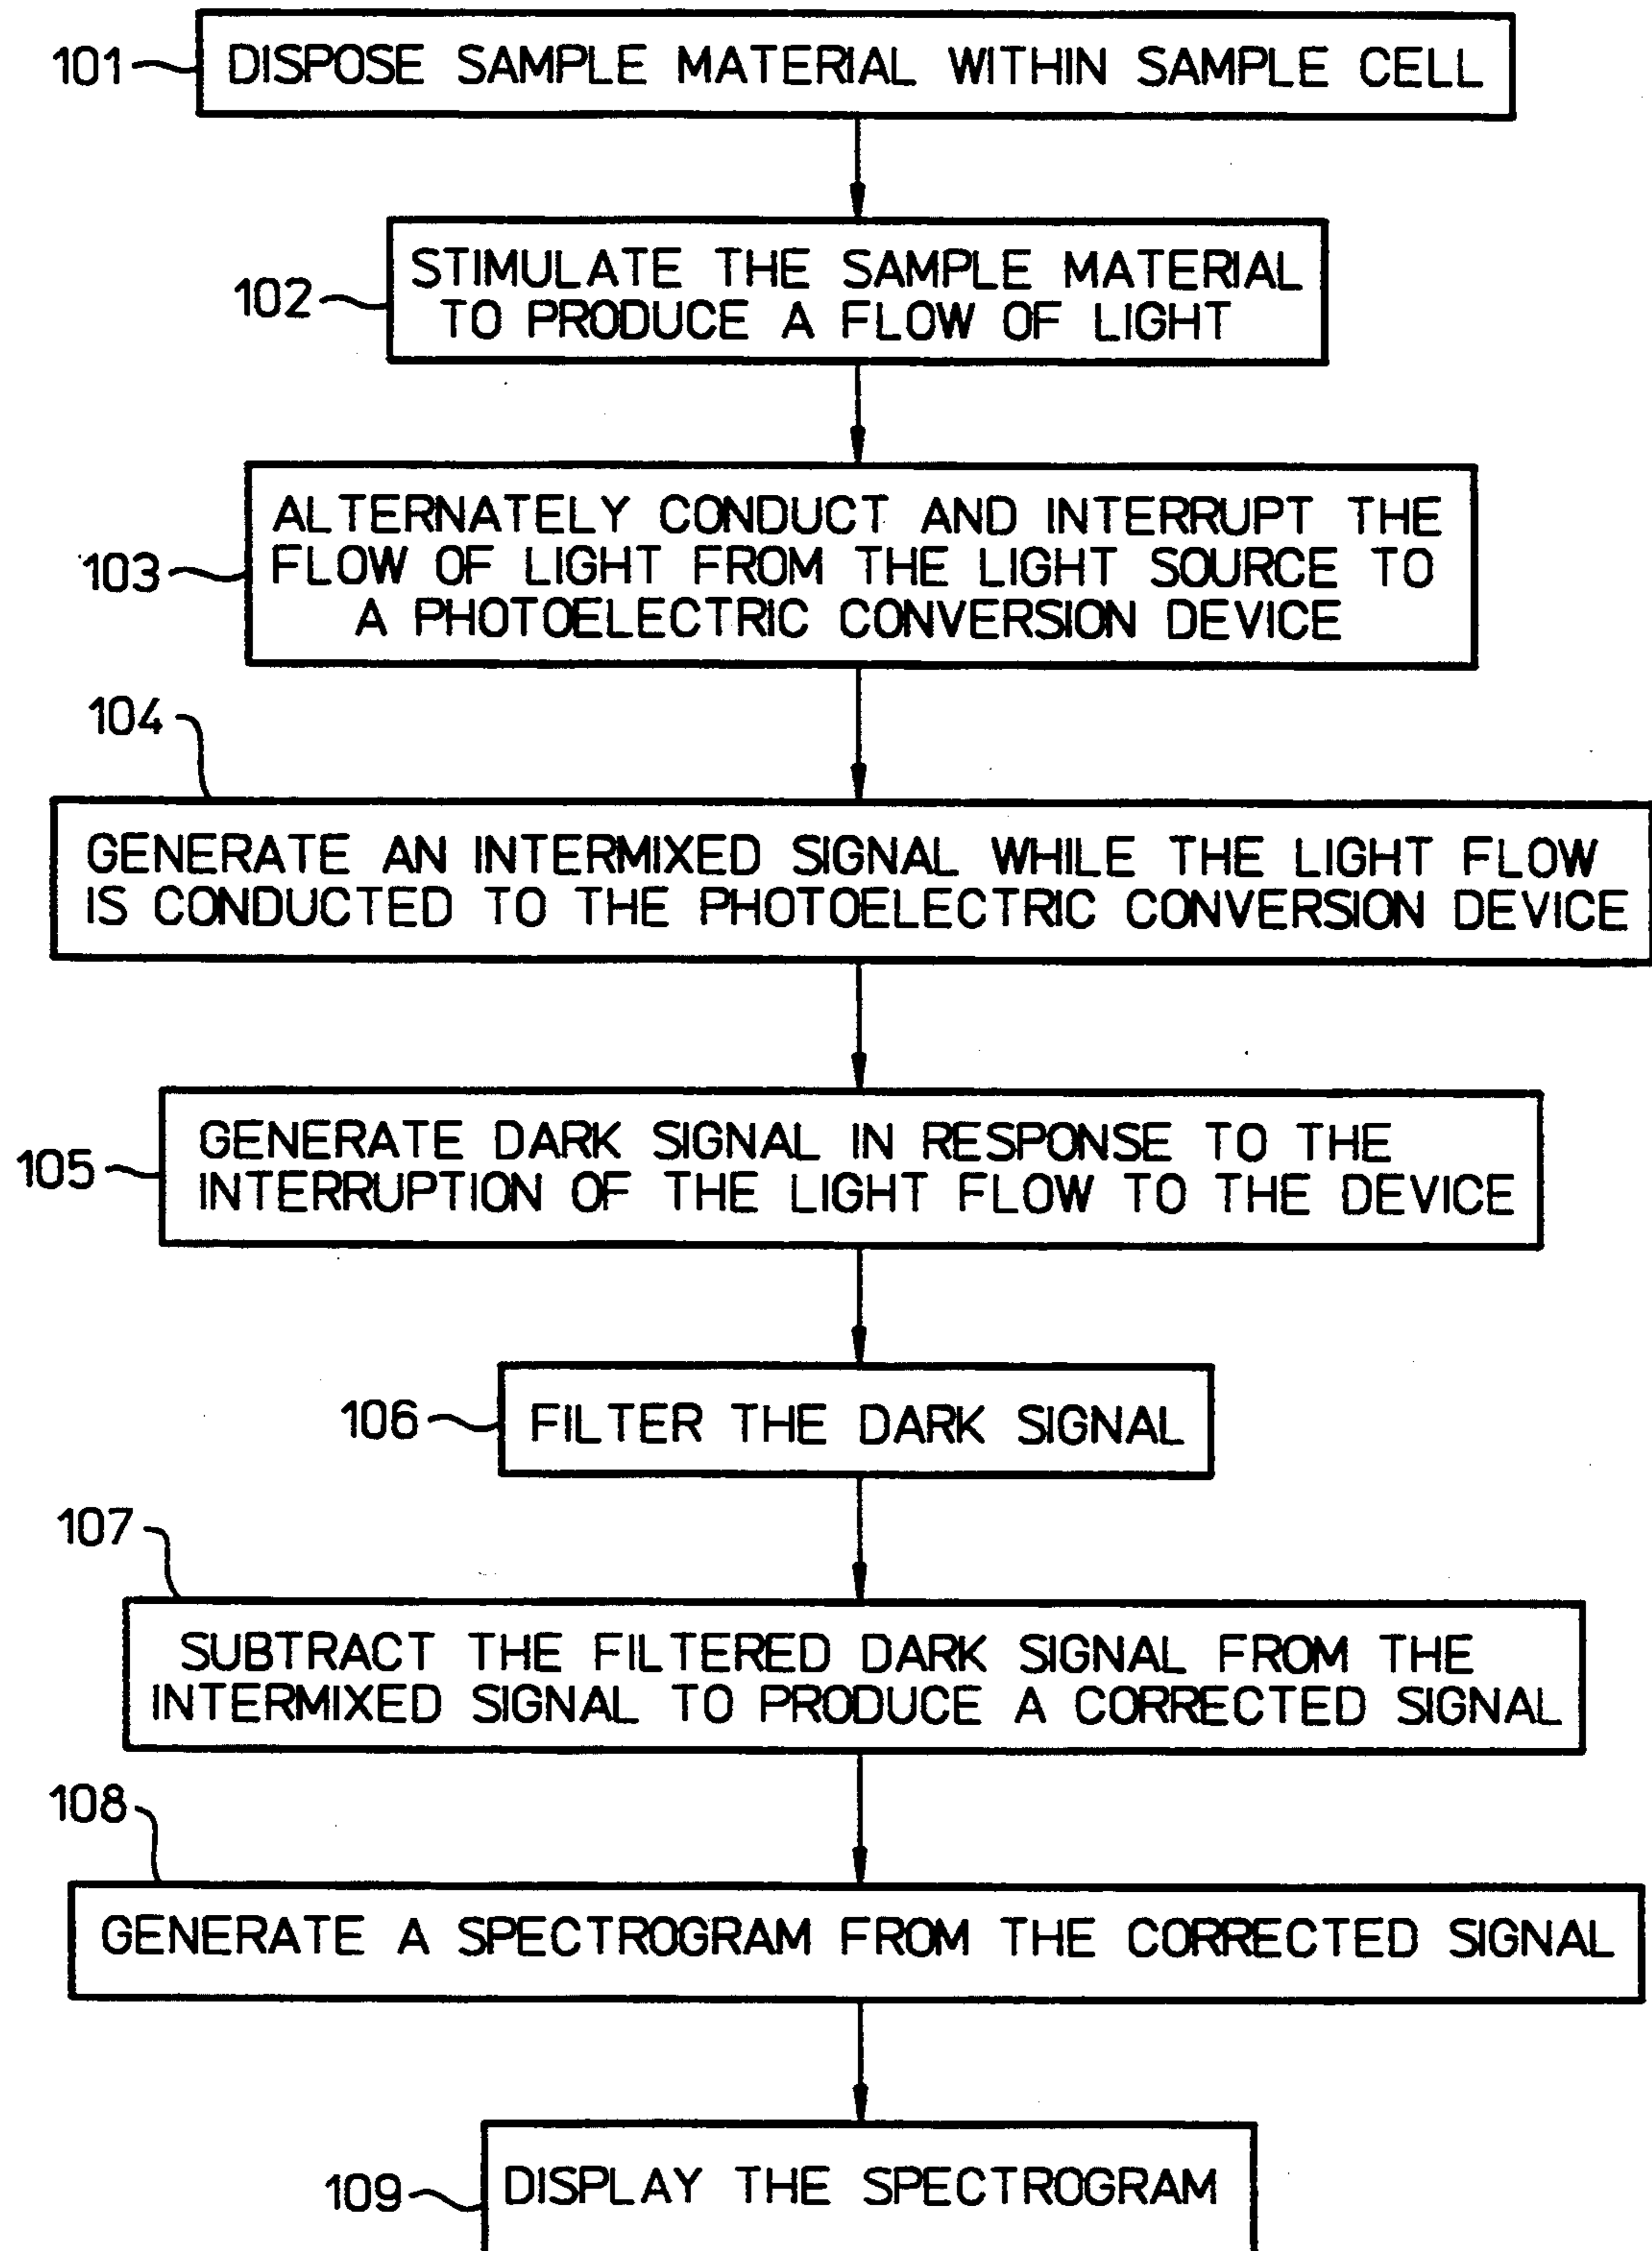 101
DISPOSE SAMPLE MATERIAL WITHIN SAMPLE CELL
102
STIMULATE THE SAMPLE MATERIAL
TO PRODUCE A FLOW OF LIGHT
103
ALTERNATELY CONDUCT AND INTERRUPT THE
FLOW OF LIGHT FROM THE LIGHT SOURCE TO
A PHOTOELECTRIC CONVERSION DEVICE
104
GENERATE AN INTERMIXED SIGNAL WHILE THE LIGHT FLOW
IS CONDUCTED TO THE PHOTOELECTRIC CONVERSION DEVICE
105
GENERATE DARK SIGNAL IN RESPONSE TO THE
INTERRUPTION OF THE LIGHT FLOW TO THE DEVICE
106
FILTER THE DARK SIGNAL
107
SUBTRACT THE FILTERED DARK SIGNAL FROM THE
INTERMIXED SIGNAL TO PRODUCE A CORRECTED SIGNAL
108
GENERATE A SPECTROGRAM FROM THE CORRECTED SIGNAL
109
DISPLAY THE SPECTROGRAM